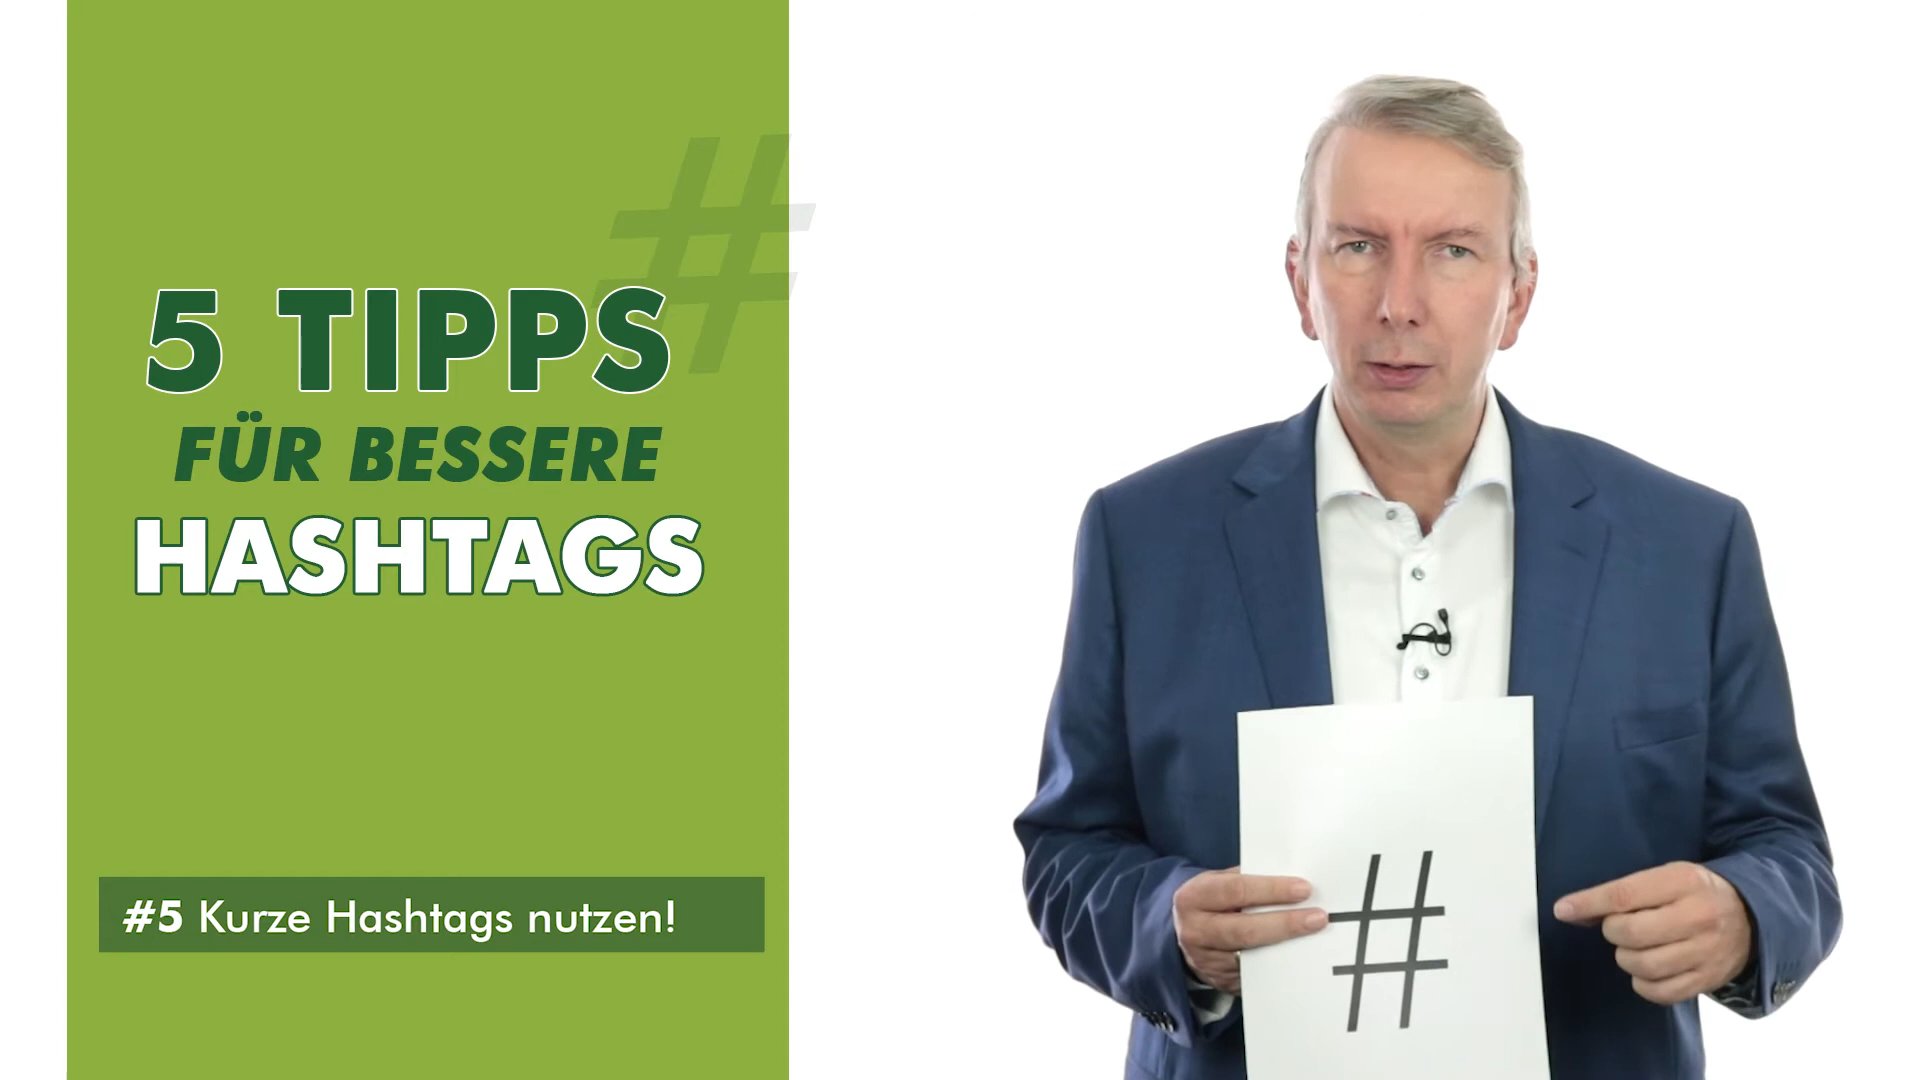 #
5 TIPPS
FÜR BESSERE
HASHTAGS
#5 Kurze Hashtags nutzen!
#